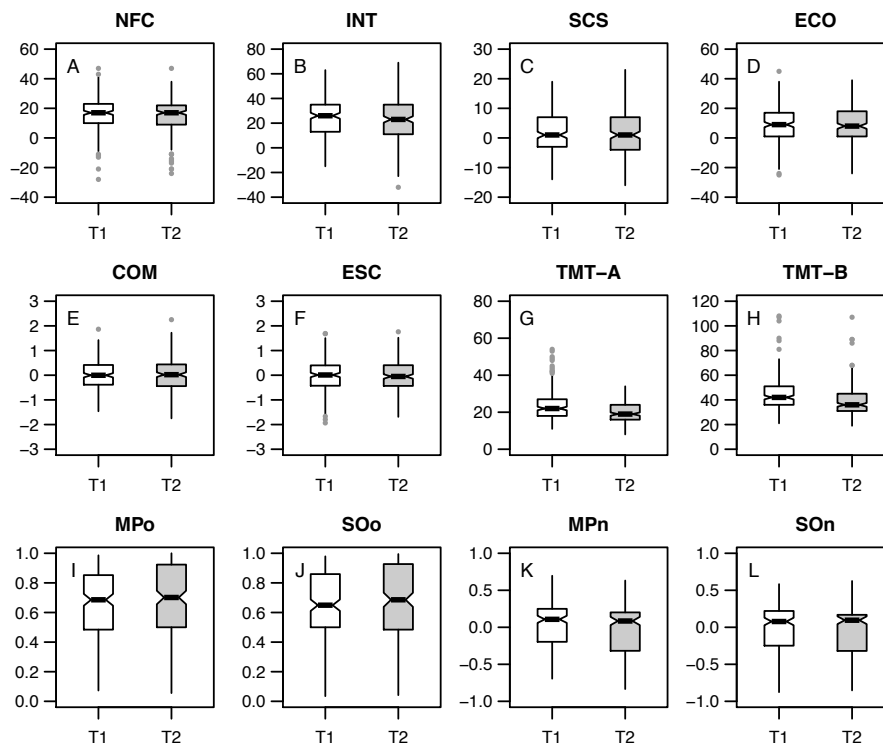 NFC INT SCS ECO
60 80 30 60
A B C D
40 60 20 40
20 40 10 20
0 20 0 0
−20 0 −10 −20
−40 −20 −20 −40
−40
T1 T2 T1 T2 T1 T2 T1 T2
COM ESC TMT−A TMT−B
3 3 80 120
E F G H
2 2 60 100
1 1 40 80
0 0 20 60
−1 −1 0 40
−2 −2 20
−3 −3 0
T1 T2 T1 T2 T1 T2 T1 T2
MPo SOo MPn SOn
1.0 1.0 1.0 1.0
I J K L
0.8 0.8 0.5 0.5
0.6 0.6 0.0 0.0
0.4 0.4 −0.5 −0.5
0.2 0.2 −1.0 −1.0
0.0 0.0
T1 T2 T1 T2 T1 T2 T1 T2